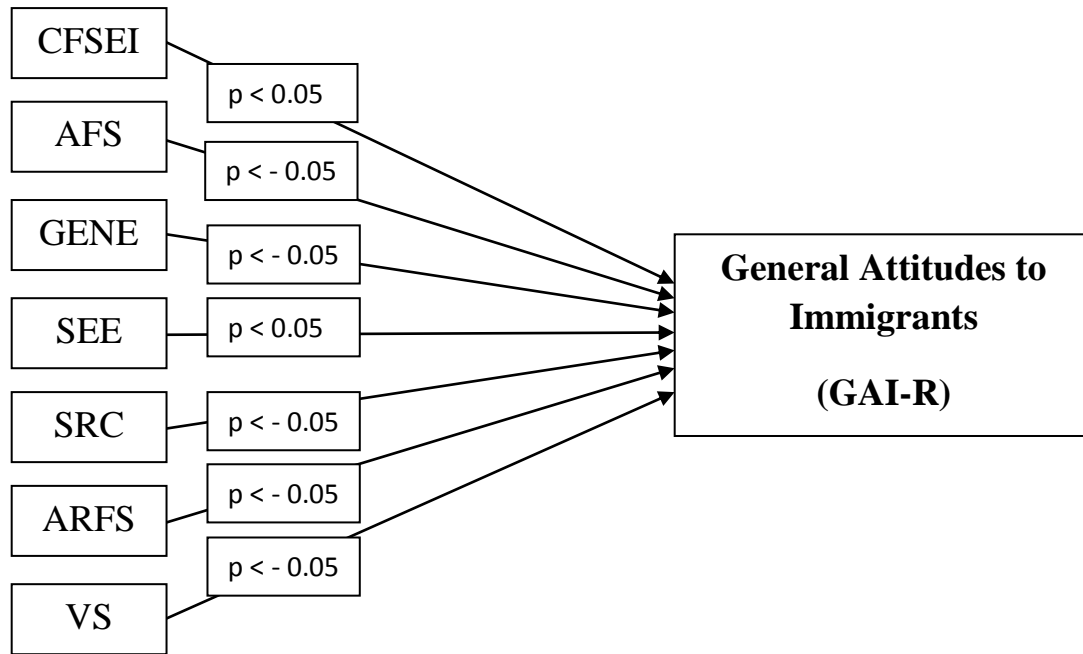 CFSEI
p < 0.05
AFS
p < - 0.05
GENE
p < - 0.05
SEE
p < 0.05
SRC
p < - 0.05
ARFS
p < - 0.05
VS
p < - 0.05
General Attitudes to
Immigrants
(GAI-R)